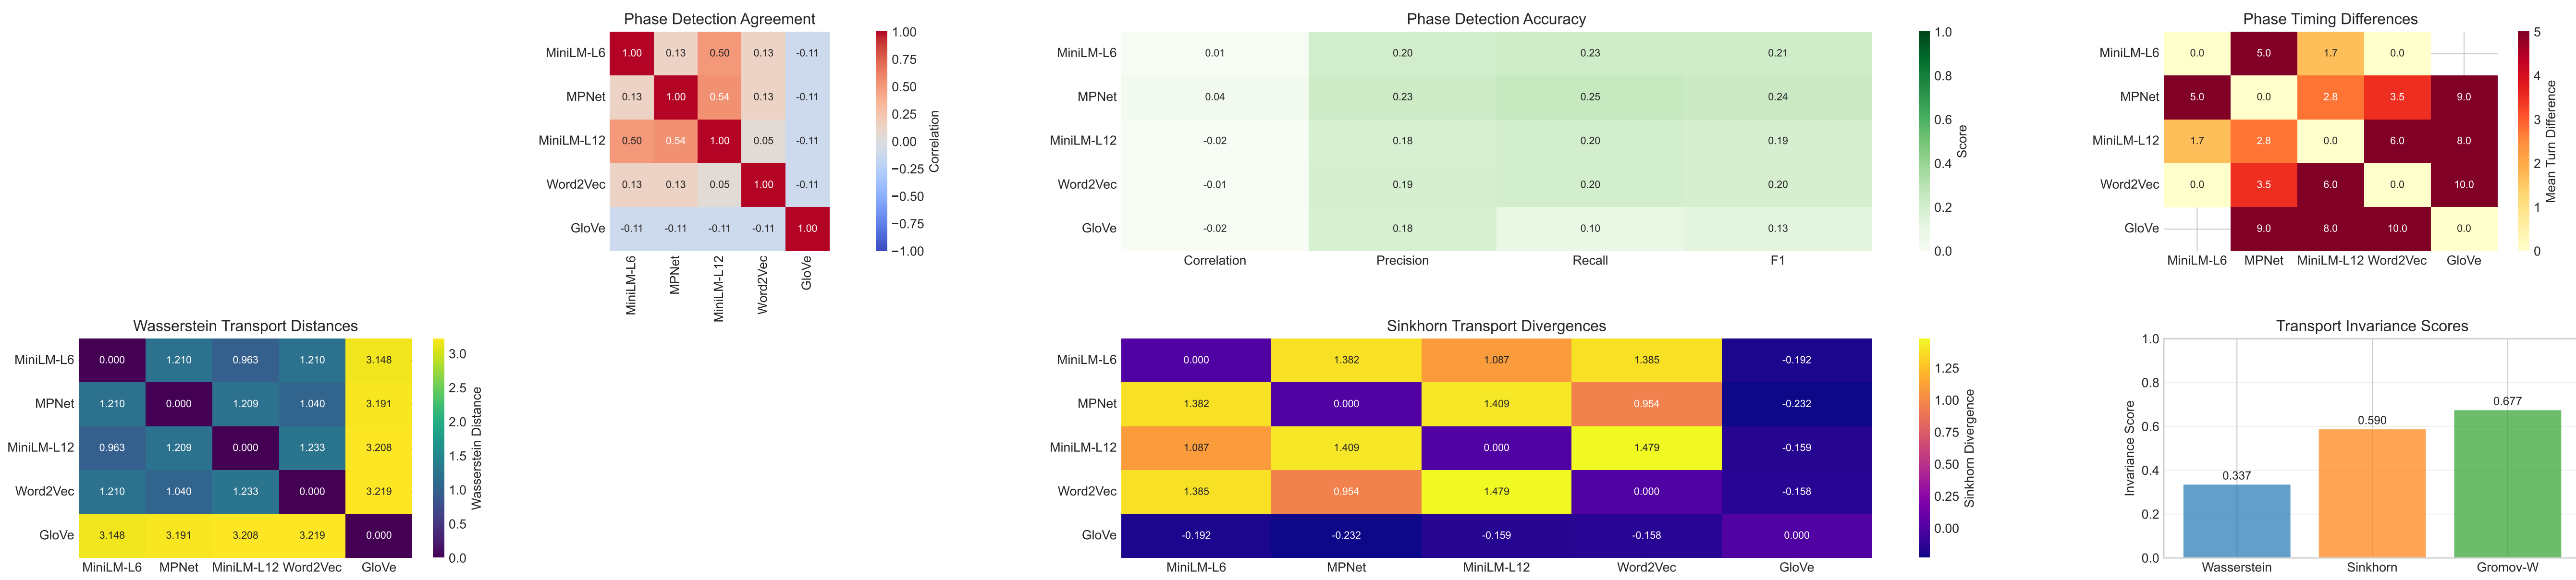 Phase Detection Agreement
MiniLM-L6 1.00 0.13 0.50 0.13 -0.11
MPNet 0.13 1.00 0.54 0.13 -0.11
MiniLM-L12 0.50 0.54 1.00 0.05 -0.11
Word2Vec 0.13 0.13 0.05 1.00 -0.11
GloVe -0.11 -0.11 -0.11 -0.11 1.00
MiniLM-L6 MPNet MiniLM-L12 Word2Vec GloVe
1.00
0.75
0.50
0.25
0.00
−0.25
−0.50
−0.75
−1.00
Correlation
Phase Detection Accuracy
MiniLM-L6 0.01 0.20 0.23 0.21
MPNet 0.04 0.23 0.25 0.24
MiniLM-L12 -0.02 0.18 0.20 0.19
Word2Vec -0.01 0.19 0.20 0.20
GloVe -0.02 0.18 0.10 0.13
Correlation Precision Recall F1
1.0
0.8
0.6
0.4
0.2
0.0
Score
Phase Timing Differences
MiniLM-L6 0.0 5.0 1.7 0.0
MPNet 5.0 0.0 2.8 3.5 9.0
MiniLM-L12 1.7 2.8 0.0 6.0 8.0
Word2Vec 0.0 3.5 6.0 0.0 10.0
GloVe 9.0 8.0 10.0 0.0
MiniLM-L6 MPNet MiniLM-L12 Word2Vec GloVe
5
4
3
2
1
0
Mean Turn Difference
Wasserstein Transport Distances
MiniLM-L6 0.000 1.210 0.963 1.210 3.148
MPNet 1.210 0.000 1.209 1.040 3.191
MiniLM-L12 0.963 1.209 0.000 1.233 3.208
Word2Vec 1.210 1.040 1.233 0.000 3.219
GloVe 3.148 3.191 3.208 3.219 0.000
MiniLM-L6 MPNet MiniLM-L12 Word2Vec GloVe
3.0
2.5
2.0
1.5
1.0
0.5
0.0
Wasserstein Distance
Sinkhorn Transport Divergences
MiniLM-L6 0.000 1.382 1.087 1.385 -0.192
MPNet 1.382 0.000 1.409 0.954 -0.232
MiniLM-L12 1.087 1.409 0.000 1.479 -0.159
Word2Vec 1.385 0.954 1.479 0.000 -0.158
GloVe -0.192 -0.232 -0.159 -0.158 0.000
MiniLM-L6 MPNet MiniLM-L12 Word2Vec GloVe
1.25
1.00
0.75
0.50
0.25
0.00
Sinkhorn Divergence
Transport Invariance Scores
Invariance Score
1.0
0.8
0.6
0.4
0.2
0.0
0.337 0.590 0.677
Wasserstein Sinkhorn Gromov-W